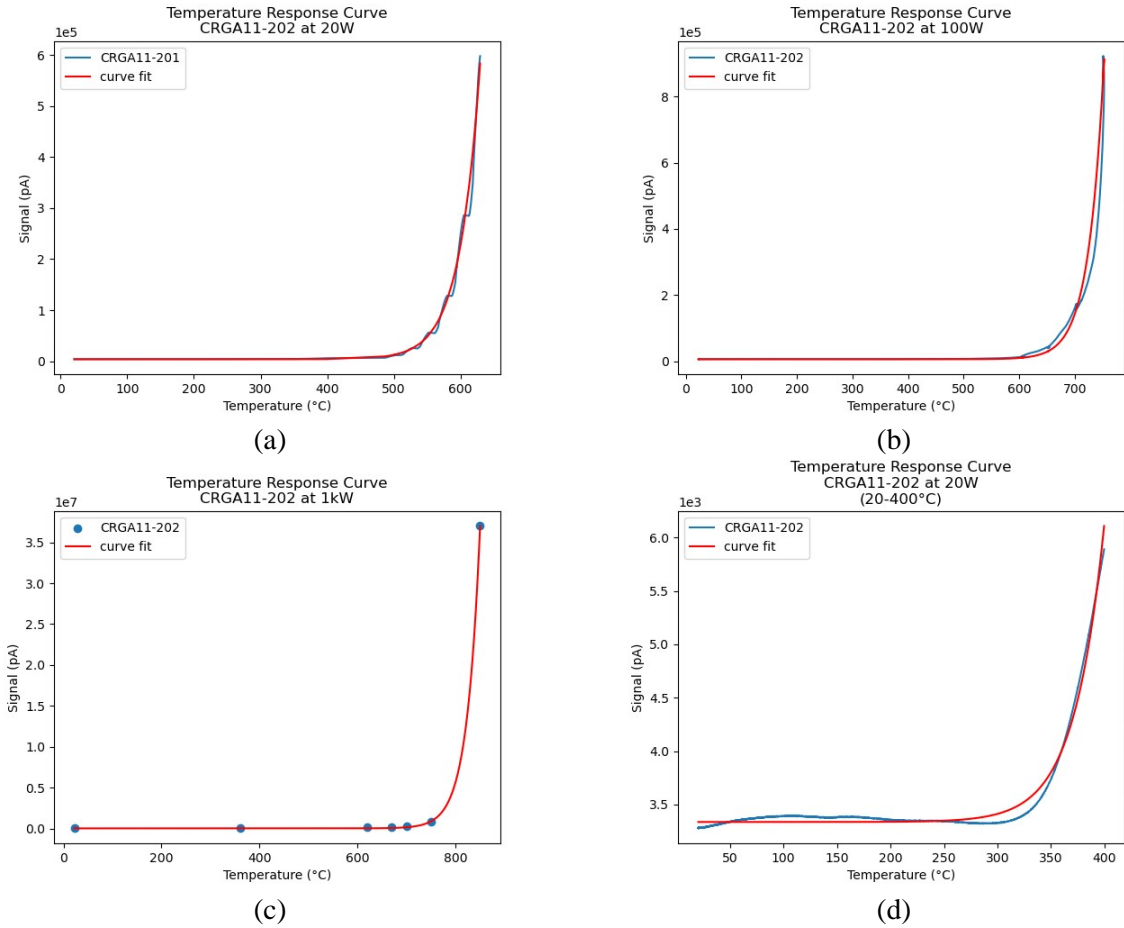 Temperature Response Curve
CRGA11-202 at 20W
1e5
CRGA11-201
curve fit
6
5
4
3
2
1
0
Signal (pA)
0 100 200 300 400 500 600
Temperature (°C)
(a)
Temperature Response Curve
CRGA11-202 at 100W
1e5
CRGA11-202
curve fit
8
6
4
2
0
Signal (pA)
0 100 200 300 400 500 600 700
Temperature (°C)
(b)
Temperature Response Curve
CRGA11-202 at 1kW
1e7
CRGA11-202
curve fit
3.5
3.0
2.5
2.0
1.5
1.0
0.5
0.0
Signal (pA)
0 200 400 600 800
Temperature (°C)
(c)
Temperature Response Curve
CRGA11-202 at 20W
(20-400°C)
1e3
CRGA11-202
curve fit
6.0
5.5
5.0
4.5
4.0
3.5
Signal (pA)
50 100 150 200 250 300 350 400
Temperature (°C)
(d)